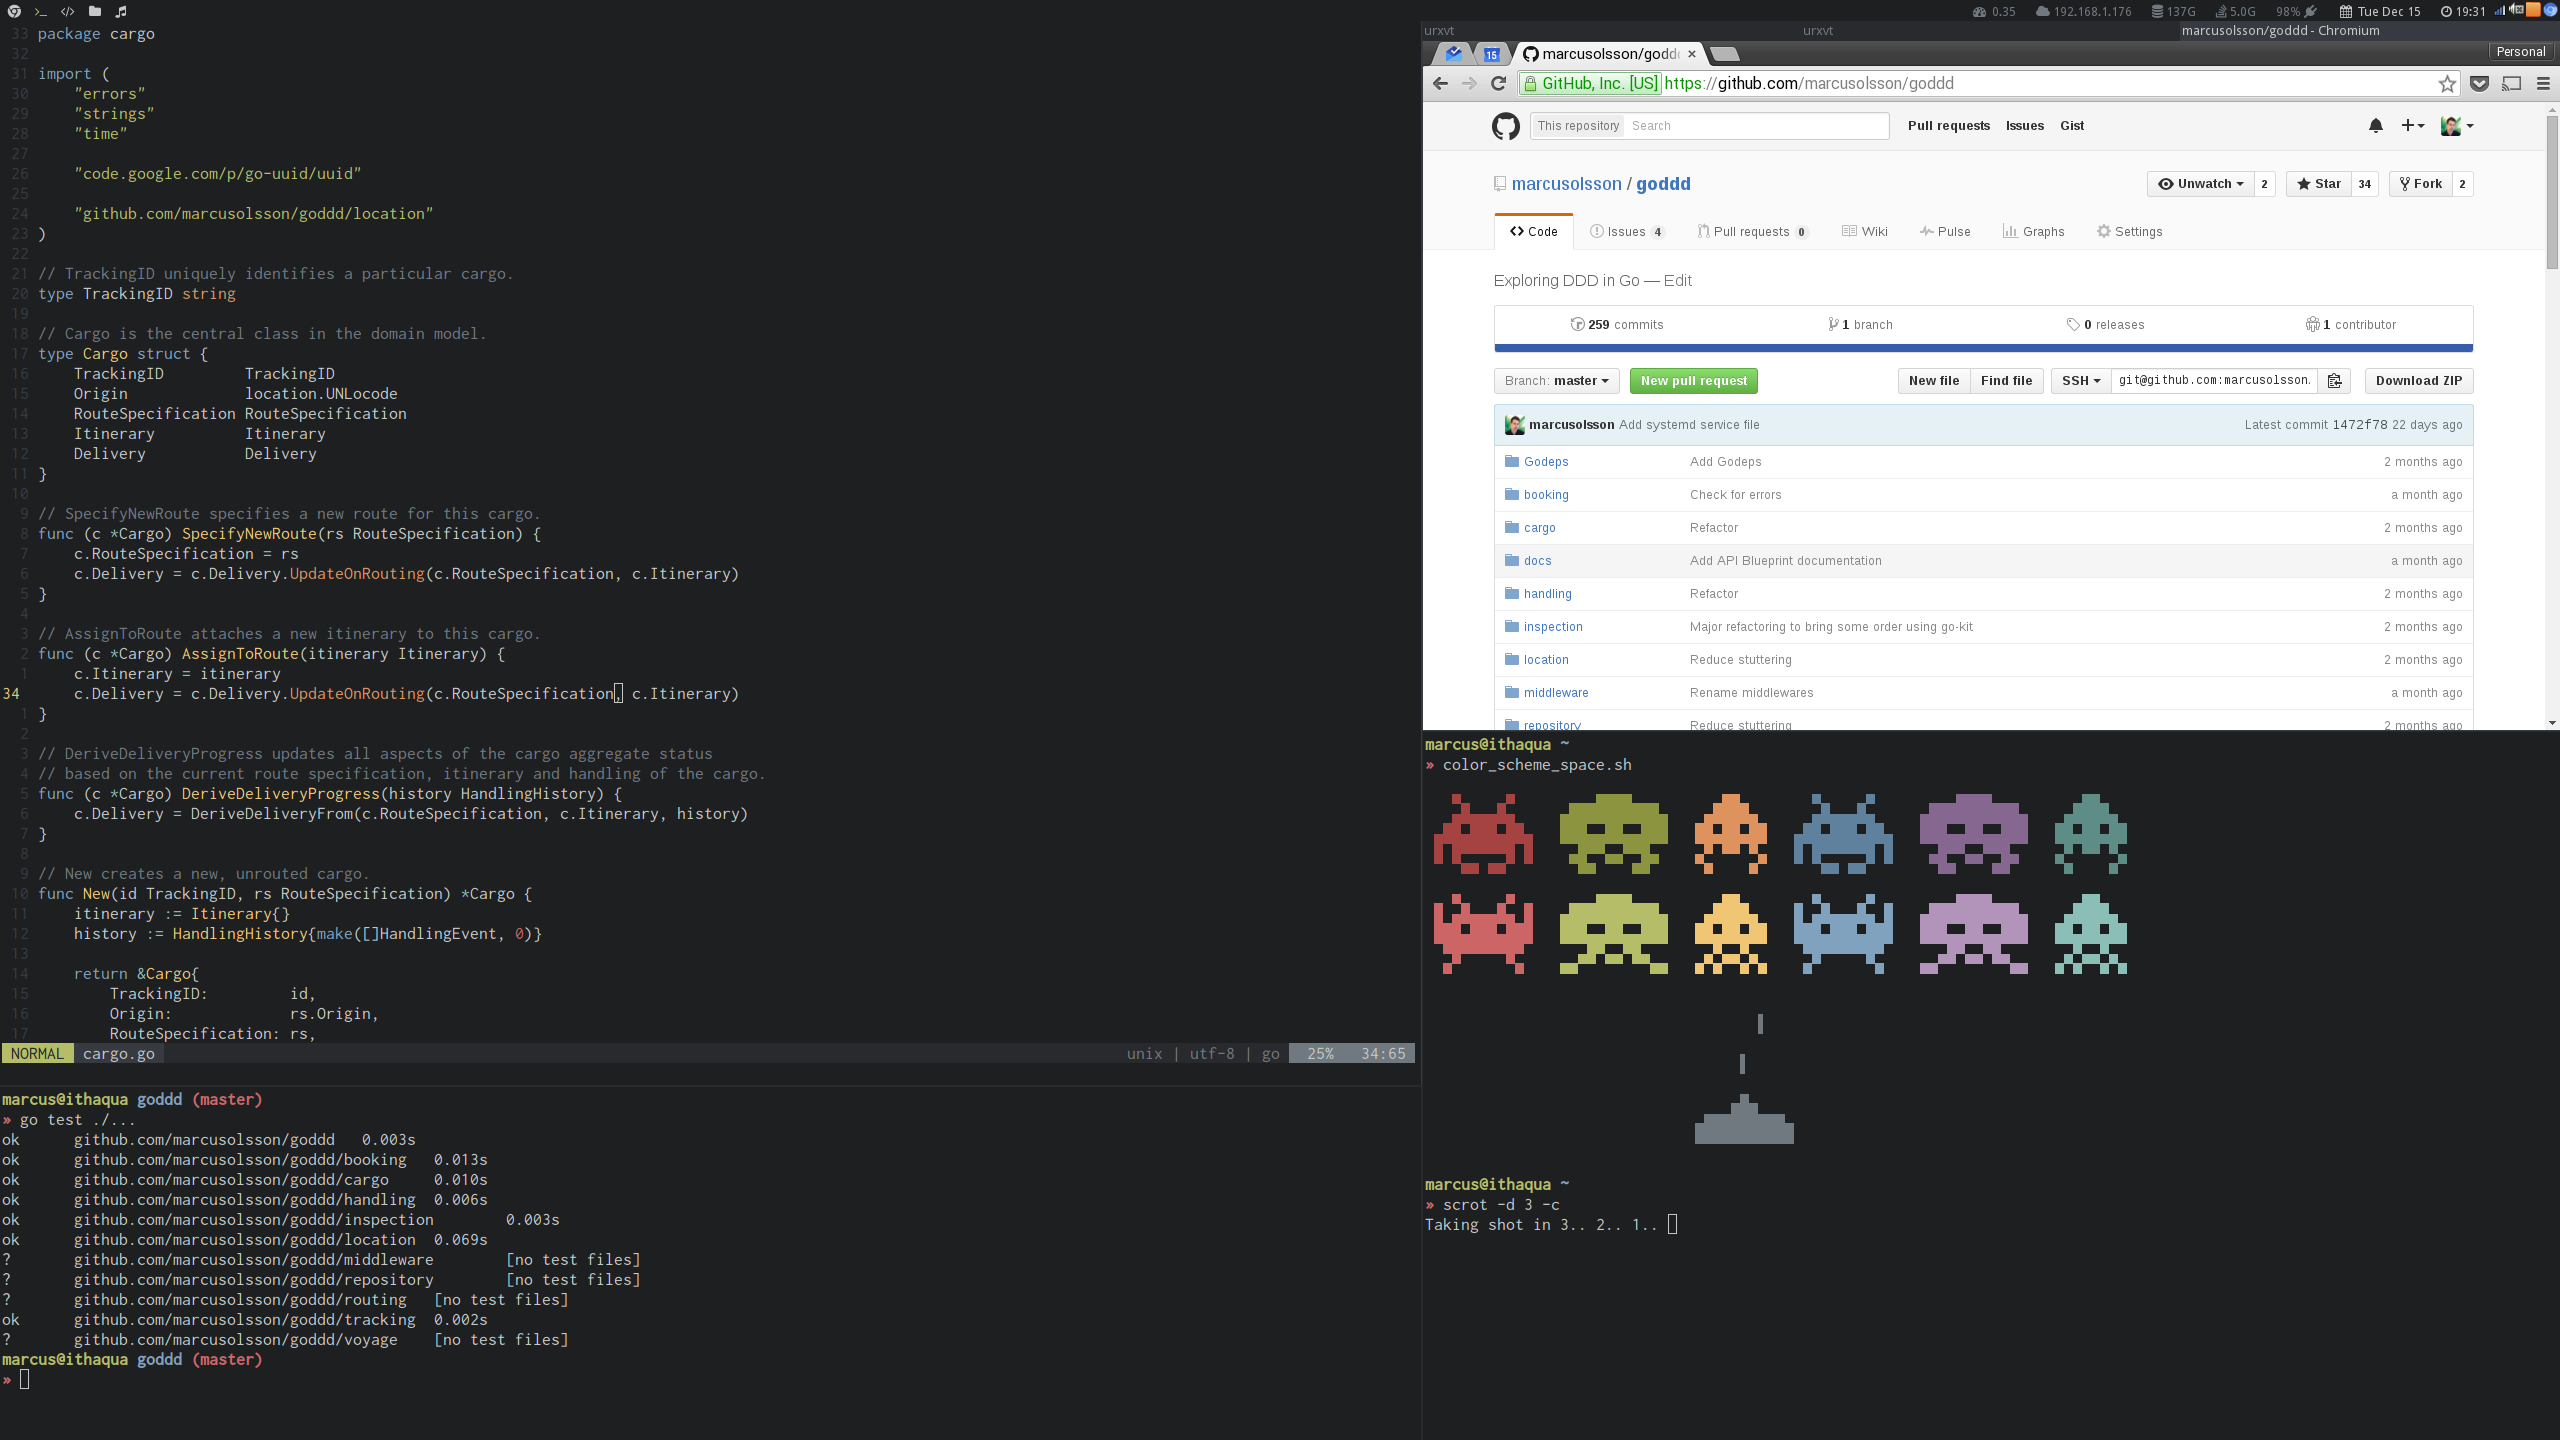 0.35 192.168.1.176 137G 5.0G 98% Tue Dec 15 19:31
33 package cargo
32
31 import (
30 "errors"
29 "strings"
28 "time"
27
26 "code.google.com/p/go-uuid/uuid"
25
24 "github.com/marcusolsson/goddd/location"
23 )
22
21 // TrackingID uniquely identifies a particular cargo.
20 type TrackingID string
19
18 // Cargo is the central class in the domain model.
17 type Cargo struct {
16 TrackingID TrackingID
15 Origin location.UNLocode
14 RouteSpecification RouteSpecification
13 Itinerary Itinerary
12 Delivery Delivery
11 }
10
9 // SpecifyNewRoute specifies a new route for this cargo.
8 func (c *Cargo) SpecifyNewRoute(rs RouteSpecification) {
7 c.RouteSpecification = rs
6 c.Delivery = c.Delivery.UpdateOnRouting(c.RouteSpecification, c.Itinerary)
5 }
4
3 // AssignToRoute attaches a new itinerary to this cargo.
2 func (c *Cargo) AssignToRoute(itinerary Itinerary) {
1 c.Itinerary = itinerary
34 c.Delivery = c.Delivery.UpdateOnRouting(c.RouteSpecification, c.Itinerary)
1 }
2
3 // DeriveDeliveryProgress updates all aspects of the cargo aggregate status
4 // based on the current route specification, itinerary and handling of the cargo.
5 func (c *Cargo) DeriveDeliveryProgress(history HandlingHistory) {
6 c.Delivery = DeriveDeliveryFrom(c.RouteSpecification, c.Itinerary, history)
7 }
8
9 // New creates a new, unrouted cargo.
10 func New(id TrackingID, rs RouteSpecification) *Cargo {
11 itinerary := Itinerary{}
12 history := HandlingHistory{make([]HandlingEvent, 0)}
13
14 return &Cargo{
15 TrackingID: id,
16 Origin: rs.Origin,
17 RouteSpecification: rs,
NORMAL cargo.go unix | utf-8 | go 25% 34:65
marcus@ithaqua goddd (master)
» go test ./...
ok github.com/marcusolsson/goddd 0.003s
ok github.com/marcusolsson/goddd/booking 0.013s
ok github.com/marcusolsson/goddd/cargo 0.010s
ok github.com/marcusolsson/goddd/handling 0.006s
ok github.com/marcusolsson/goddd/inspection 0.003s
ok github.com/marcusolsson/goddd/location 0.069s
? github.com/marcusolsson/goddd/middleware [no test files]
? github.com/marcusolsson/goddd/repository [no test files]
? github.com/marcusolsson/goddd/routing [no test files]
ok github.com/marcusolsson/goddd/tracking 0.002s
? github.com/marcusolsson/goddd/voyage [no test files]
marcus@ithaqua goddd (master)
»
urxvt urxvt marcusolsson/goddd - Chromium
15 marcusolsson/godd × Personal
GitHub, Inc. [US] https://github.com/marcusolsson/goddd
This repository Search Pull requests Issues Gist
marcusolsson / goddd Unwatch 2 Star 34 Fork 2
Code Issues 4 Pull requests 0 Wiki Pulse Graphs Settings
Exploring DDD in Go — Edit
259 commits 1 branch 0 releases 1 contributor
Branch: master New pull request New file Find file SSH git@github.com:marcusolsson. Download ZIP
marcusolsson Add systemd service file Latest commit 1472f78 22 days ago
Godeps Add Godeps 2 months ago
booking Check for errors a month ago
cargo Refactor 2 months ago
docs Add API Blueprint documentation a month ago
handling Refactor 2 months ago
inspection Major refactoring to bring some order using go-kit 2 months ago
location Reduce stuttering 2 months ago
middleware Rename middlewares a month ago
repository Reduce stuttering 2 months ago
marcus@ithaqua ~
» color_scheme_space.sh
marcus@ithaqua ~
» scrot -d 3 -c
Taking shot in 3.. 2.. 1..